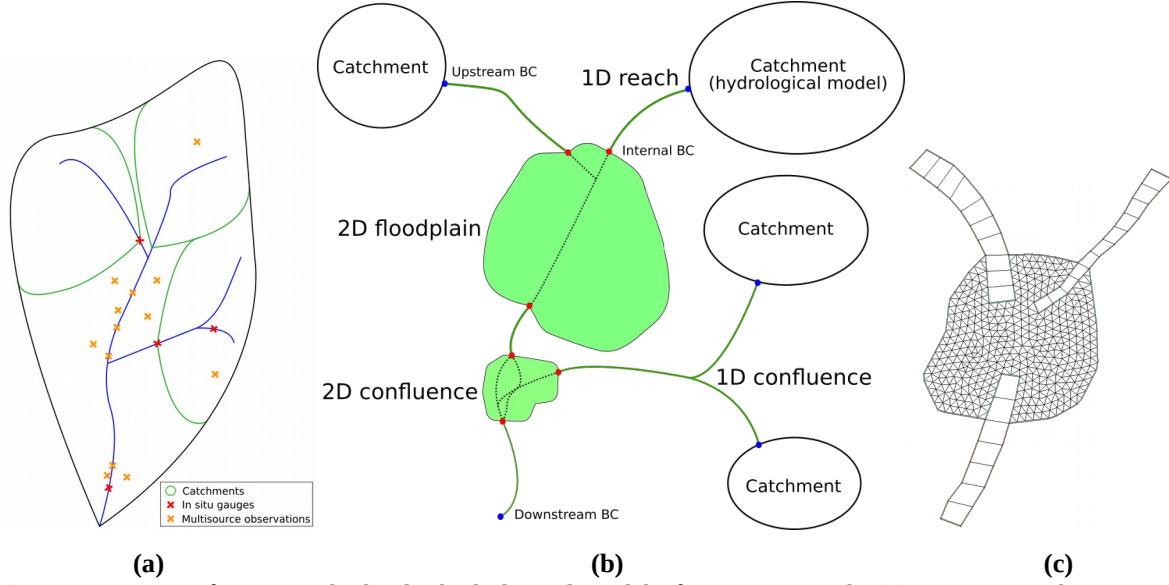 Catchments
In situ gauges
Multisource observations
(a)
Catchment
Upstream BC
1D reach
Catchment
(hydrological model)
Internal BC
2D floodplain
Catchment
2D confluence
1D confluence
Catchment
Downstream BC
(b)
(c)